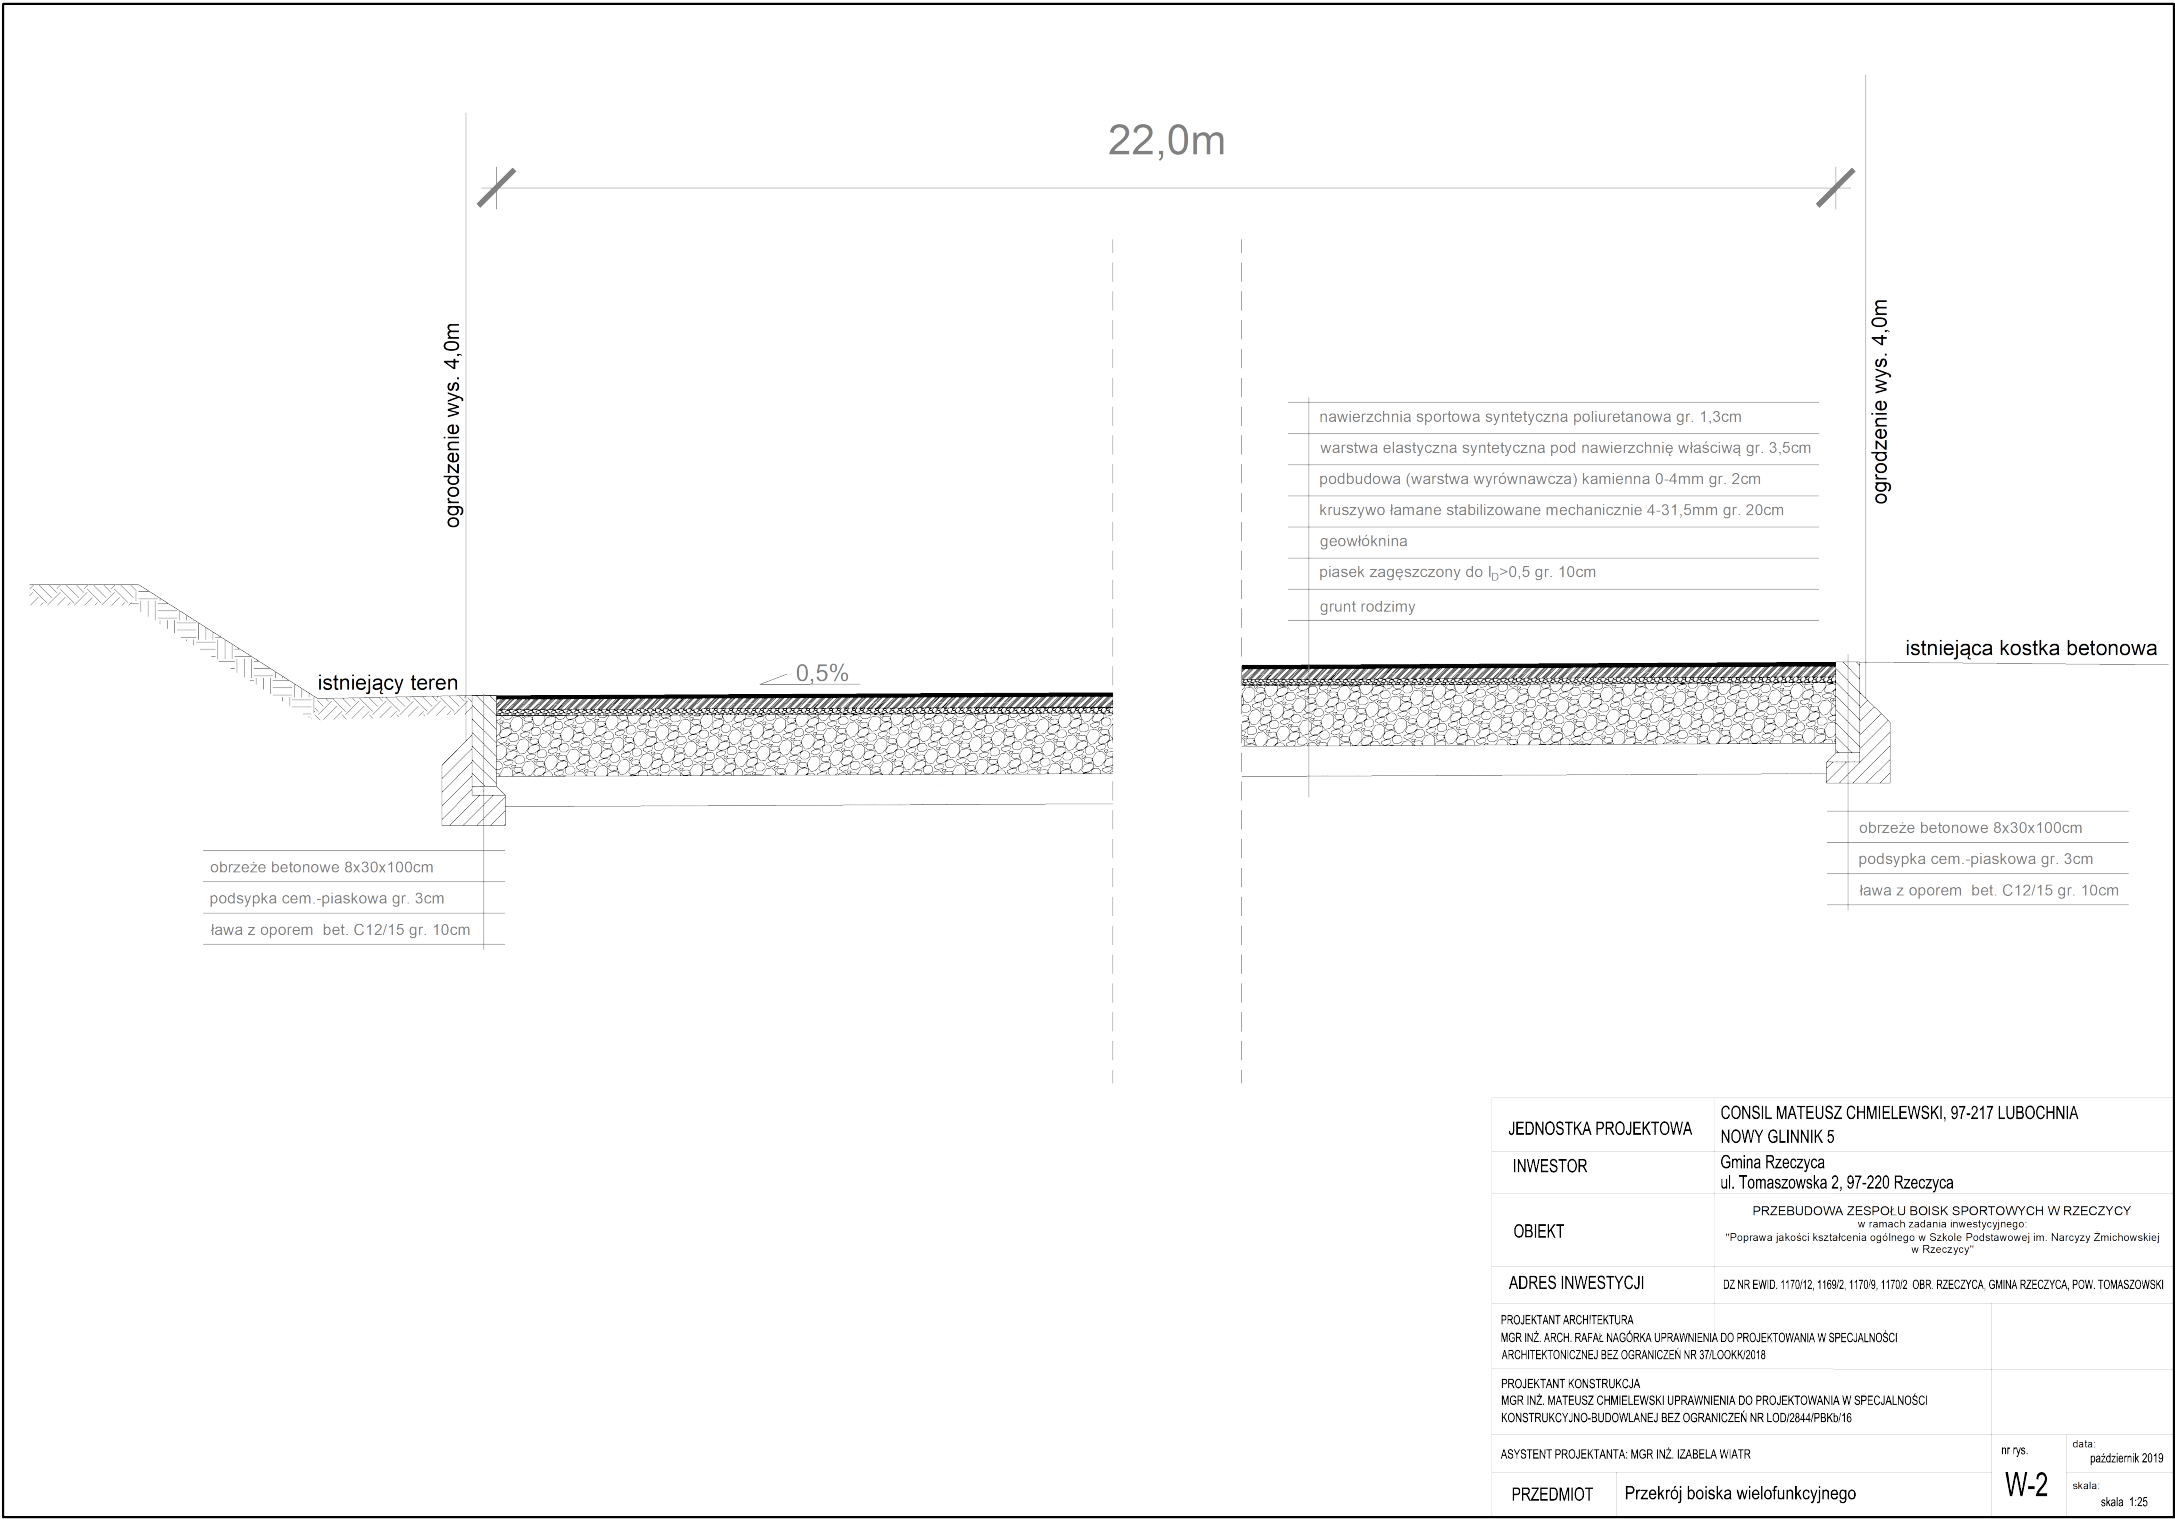 22,0m
ogrodzenie wys. 4,0m
ogrodzenie wys. 4,0m
nawierzchnia sportowa syntetyczna poliuretanowa gr. 1,3cm
warstwa elastyczna syntetyczna pod nawierzchnię właściwą gr. 3,5cm
podbudowa (warstwa wyrównawcza) kamienna 0-4mm gr. 2cm
kruszywo łamane stabilizowane mechanicznie 4-31,5mm gr. 20cm
geowłóknina
piasek zagęszczony do ID>0,5 gr. 10cm
grunt rodzimy
istniejąca kostka betonowa
istniejący teren
0,5%
obrzeże betonowe 8x30x100cm
podsypka cem.-piaskowa gr. 3cm
ława z oporem bet. C12/15 gr. 10cm
obrzeże betonowe 8x30x100cm
podsypka cem.-piaskowa gr. 3cm
ława z oporem bet. C12/15 gr. 10cm
JEDNOSTKA PROJEKTOWA
CONSIL MATEUSZ CHMIELEWSKI, 97-217 LUBOCHNIA
NOWY GLINNIK 5
INWESTOR
Gmina Rzeczyca
ul. Tomaszowska 2, 97-220 Rzeczyca
OBIEKT
PRZEBUDOWA ZESPOŁU BOISK SPORTOWYCH W RZECZYCY
w ramach zadania inwestycyjnego:
"Poprawa jakości kształcenia ogólnego w Szkole Podstawowej im. Narcyzy Żmichowskiej
w Rzeczycy"
ADRES INWESTYCJI
DZ NR EWID. 1170/12, 1169/2, 1170/9, 1170/2 OBR. RZECZYCA, GMINA RZECZYCA, POW. TOMASZOWSKI
PROJEKTANT ARCHITEKTURA
MGR INŻ. ARCH. RAFAŁ NAGÓRKA UPRAWNIENIA DO PROJEKTOWANIA W SPECJALNOŚCI
ARCHITEKTONICZNEJ BEZ OGRANICZEŃ NR 37/LOOKK/2018
PROJEKTANT KONSTRUKCJA
MGR INŻ. MATEUSZ CHMIELEWSKI UPRAWNIENIA DO PROJEKTOWANIA W SPECJALNOŚCI
KONSTRUKCYJNO-BUDOWLANEJ BEZ OGRANICZEŃ NR LOD/2844/PBKb/16
ASYSTENT PROJEKTANTA: MGR INŻ. IZABELA WIATR
nr rys.
W-2
data:
październik 2019
skala:
skala 1:25
PRZEDMIOT
Przekrój boiska wielofunkcyjnego